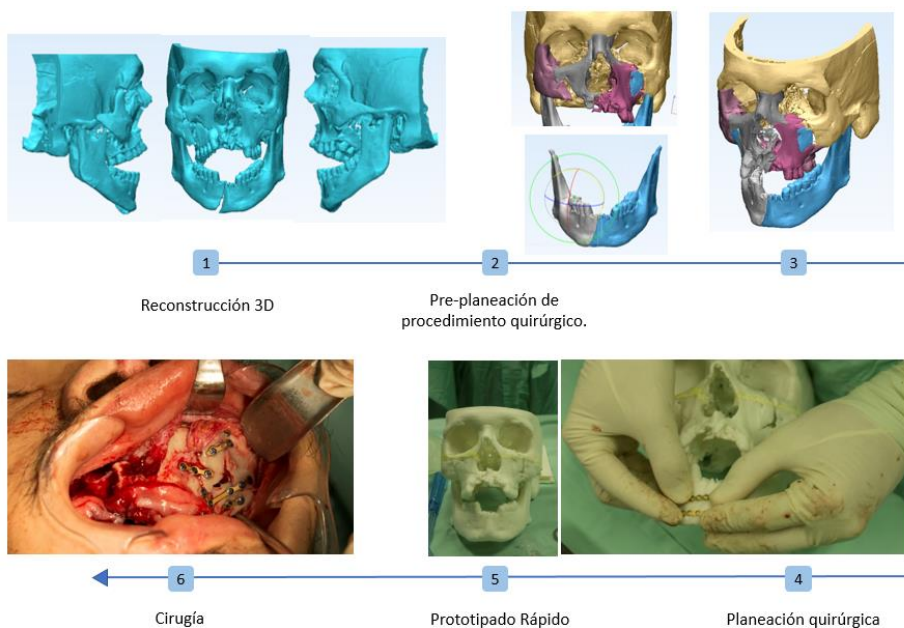 1
2
3
Reconstrucción 3D
Pre-planeación de
procedimiento quirúrgico.
6
5
4
Cirugía
Prototipado Rápido
Planeación quirúrgica